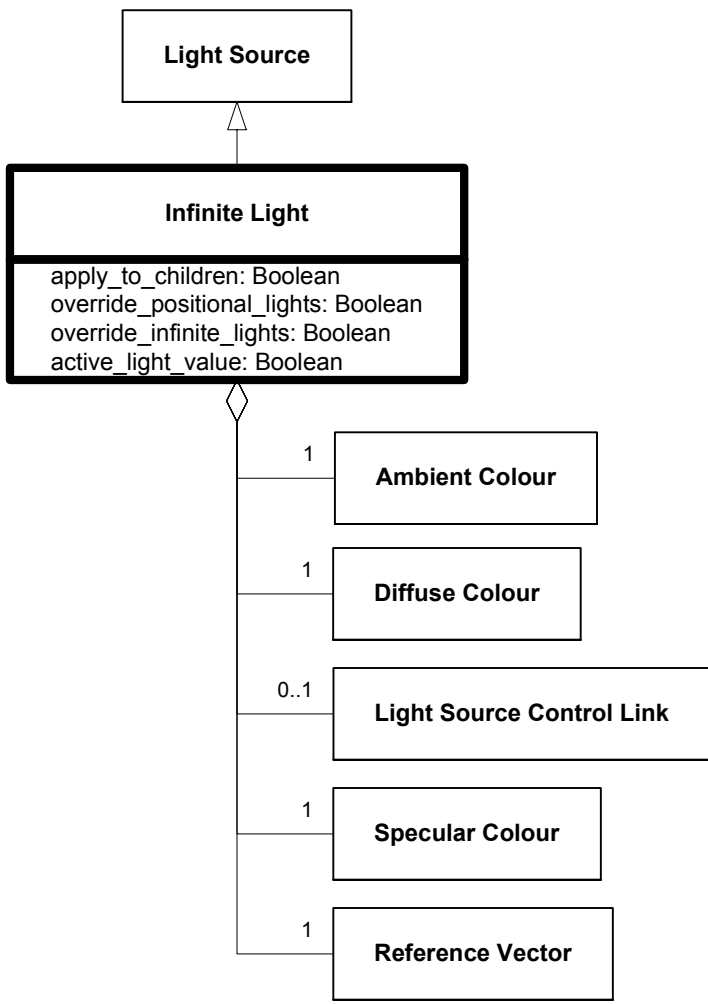 Light Source
Infinite Light
apply_to_children: Boolean
override_positional_lights: Boolean
override_infinite_lights: Boolean
active_light_value: Boolean
1
Ambient Colour
1
Diffuse Colour
0..1
Light Source Control Link
1
Specular Colour
1
Reference Vector